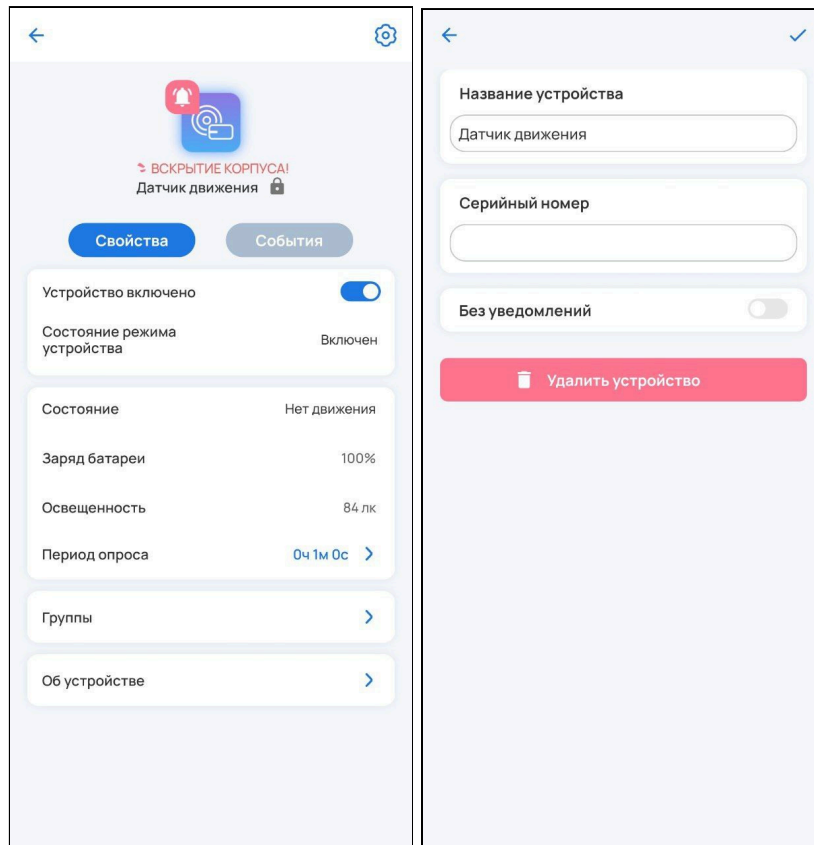 ВСКРЫТИЕ КОРПУСА!
Датчик движения
Свойства
События
Устройство включено
Состояние режима
устройства
Включен
Состояние
Нет движения
Заряд батареи
100%
Освещенность
84 лк
Период опроса
0ч 1м 0с
Группы
Об устройстве
Название устройства
Датчик движения
Серийный номер
Без уведомлений
Удалить устройство